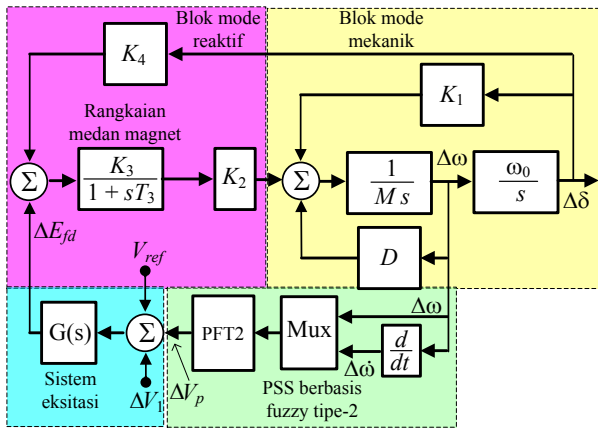 Blok mode
reaktif
Blok mode
mekanik
K4
K1
Rangkaian
medan magnet
K3
1 + sT3
K2
Σ
Σ
1
M s
Δω
ω0
s
Δδ
D
ΔEfd
Vref
G(s)
Σ
PFT2
Mux
Δω
d
dt
Δω̇
ΔVp
ΔV1
Sistem
eksitasi
PSS berbasis
fuzzy tipe-2